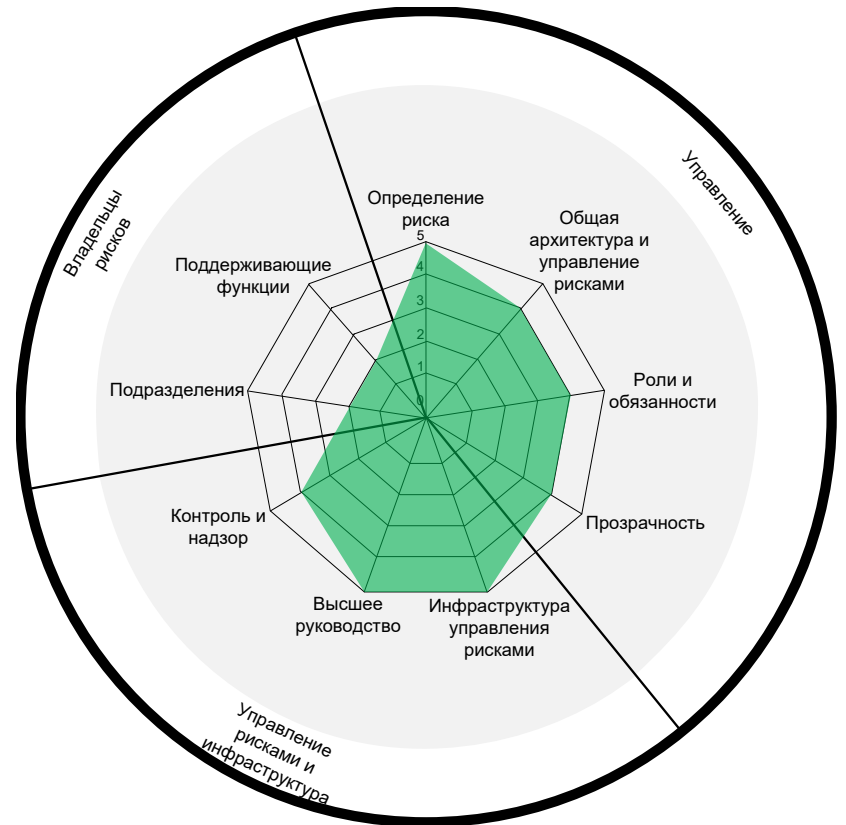 Управление
Владельцы
рисков
Определение
риска
Общая
архитектура и
управление
рисками
Роли и
обязанности
Прозрачность
Инфраструктура
управления
рисками
Высшее
руководство
Контроль и
надзор
Подразделения
Поддерживающие
функции
5
4
3
2
1
0
Управление
рисками и
инфраструктура